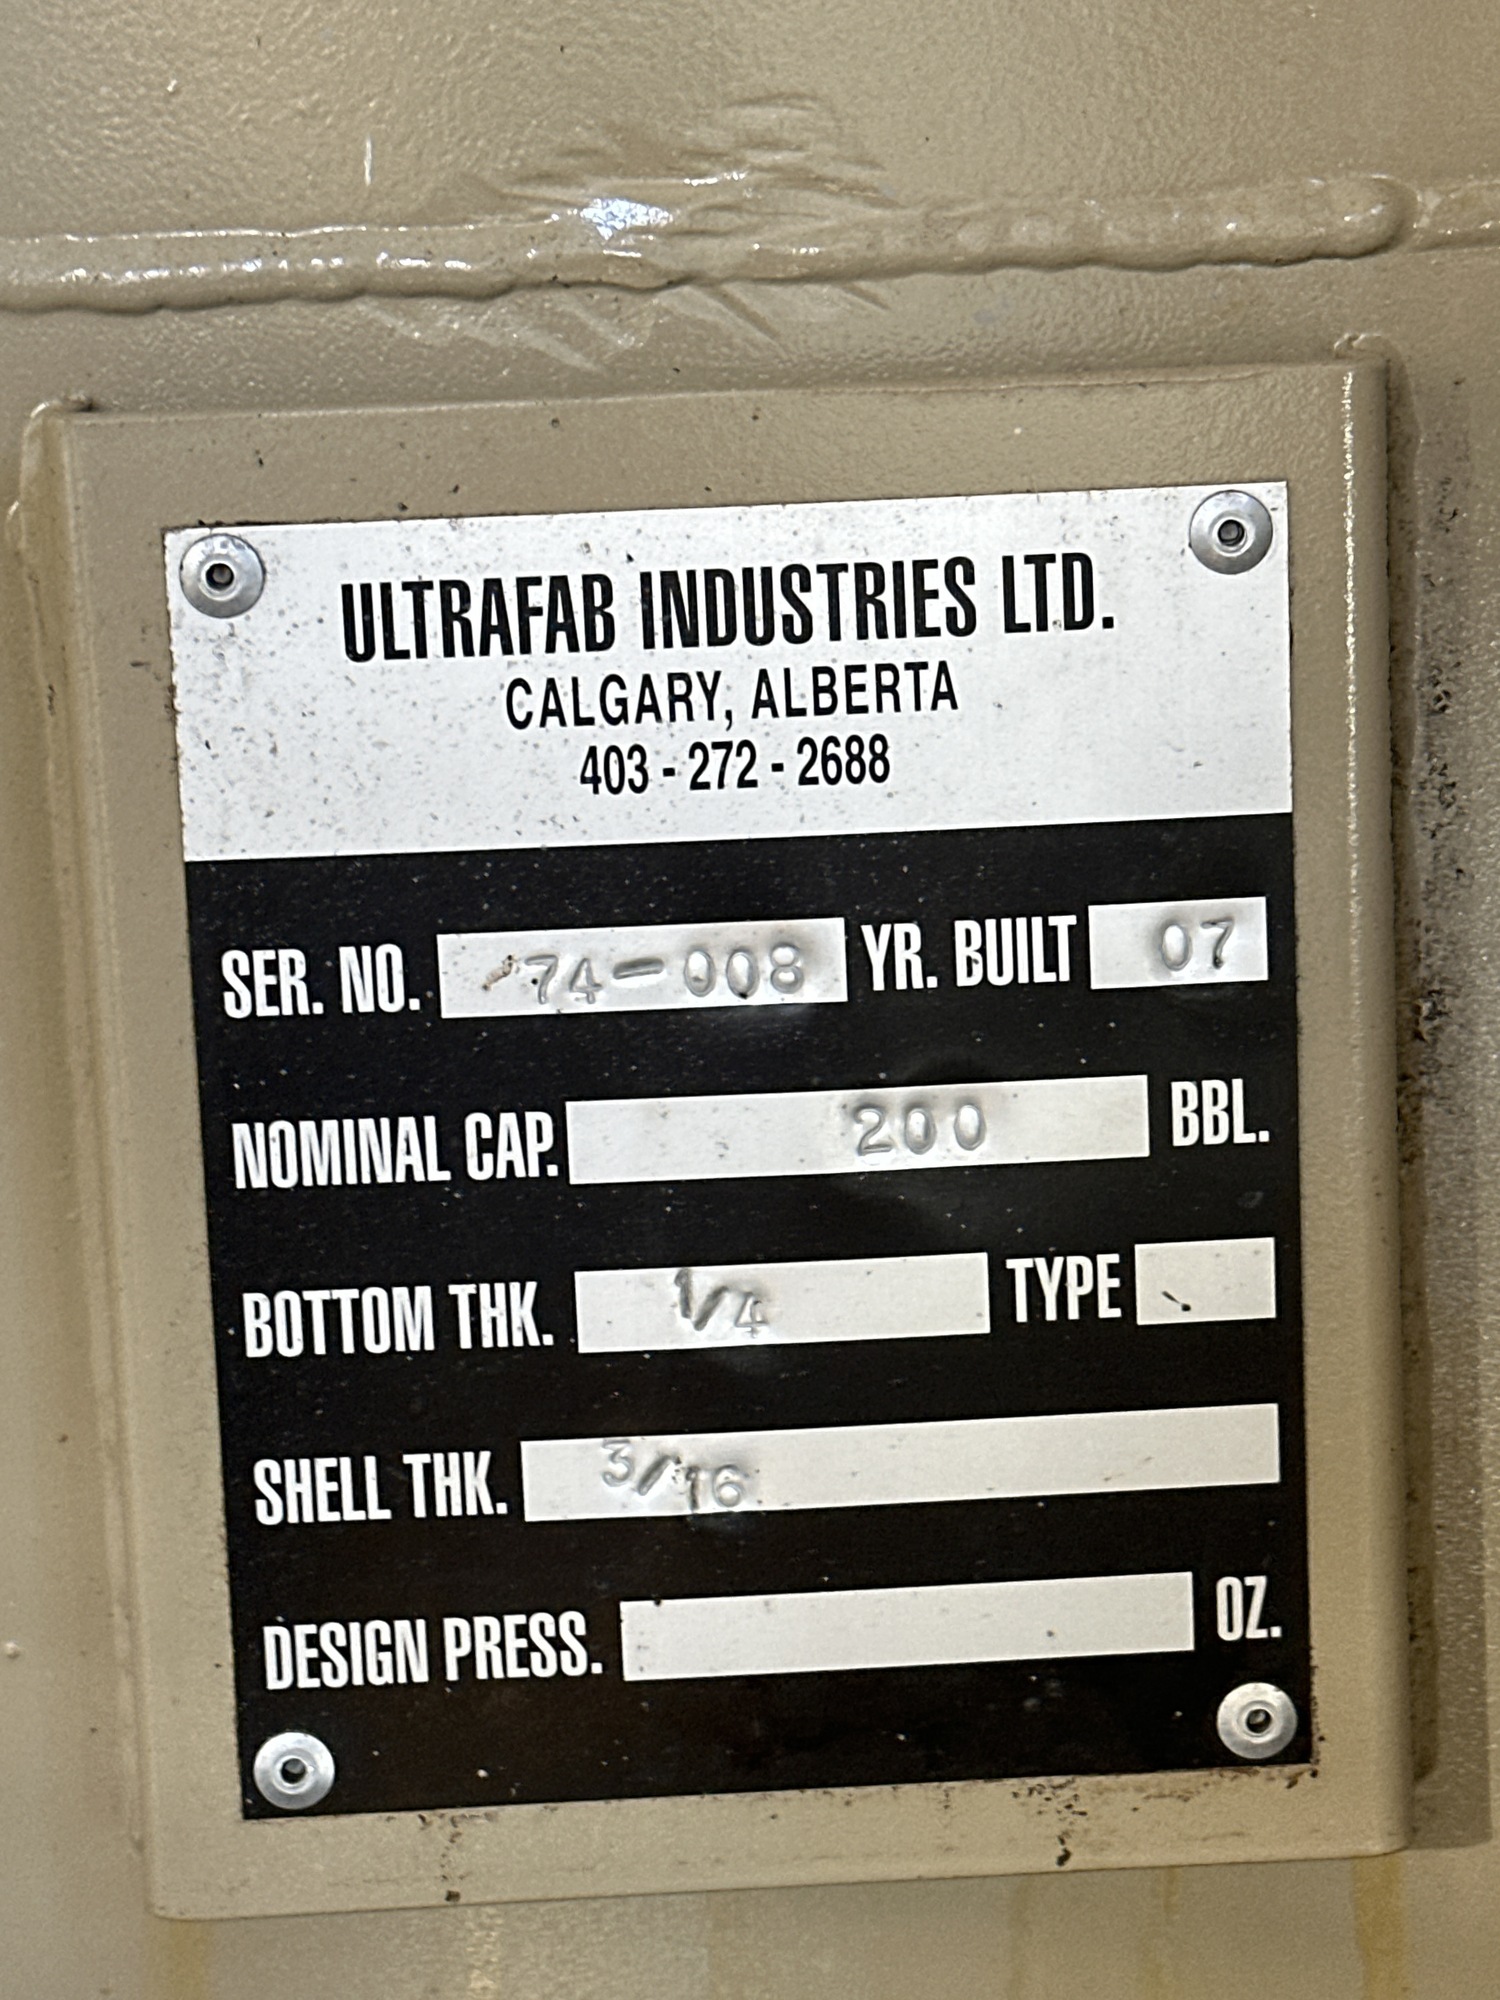 ULTRAFAB INDUSTRIES LTD.
CALGARY, ALBERTA
403 - 272 - 2688
SER. NO. 74-008 YR. BUILT 07
NOMINAL CAP. 200 BBL.
BOTTOM THK. 1/4 TYPE
SHELL THK. 3/16
DESIGN PRESS. OZ.